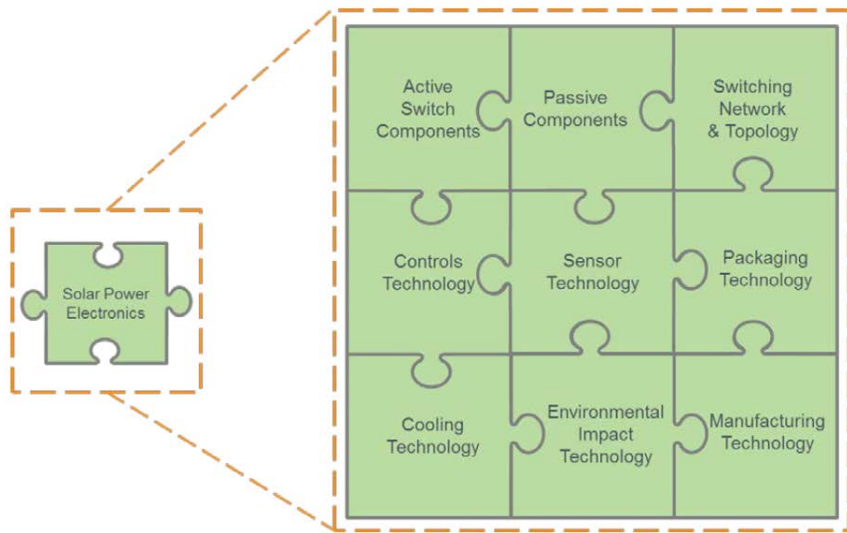 Active
Switch
Components
Passive
Components
Switching
Network
& Topology
Solar Power
Electronics
Controls
Technology
Sensor
Technology
Packaging
Technology
Cooling
Technology
Environmental
Impact
Technology
Manufacturing
Technology